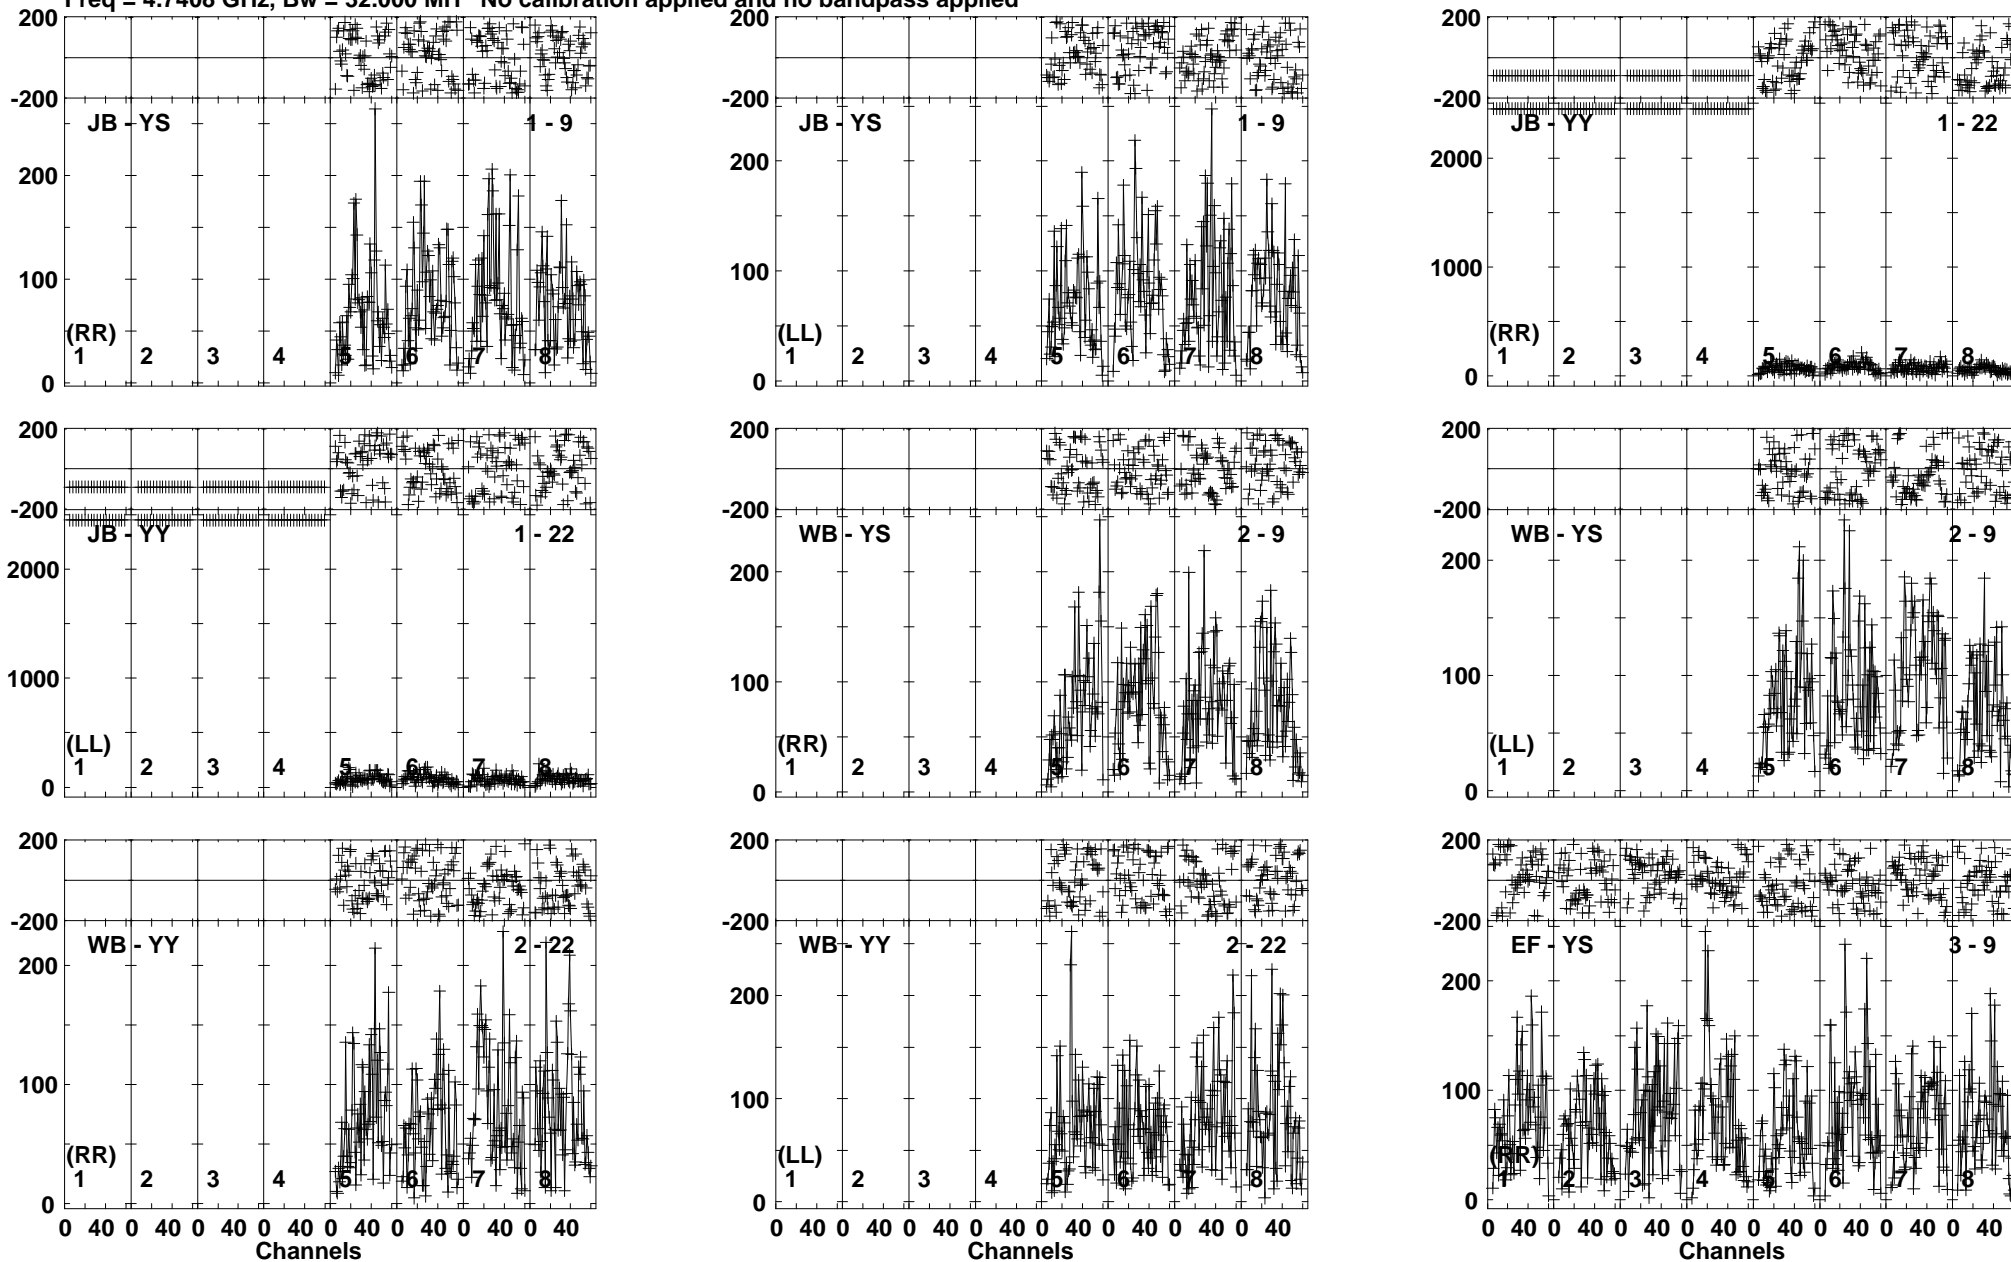 Freq = 4.7408 GHz, Bw = 32.000 MH No calibration applied and no bandpass applied
200 200 200
-200 -200 -200
JB - YS 1 - 9 JB - YS 1 - 9 JB - YY 1 - 22
200 200 2000
100 100 1000
(RR) (LL) (RR)
1 2 3 4 5 6 7 8 1 2 3 4 5 6 7 8 1 2 3 4 5 6 7 8
0 0 0
200 200 200
-200 -200 -200
JB - YY 1 - 22 WB - YS 2 - 9 WB - YS 2 - 9
2000 200 200
1000 100 100
(LL) (RR) (LL)
1 2 3 4 5 6 7 8 1 2 3 4 5 6 7 8 1 2 3 4 5 6 7 8
0 0 0
200 200 200
-200 -200 -200
WB - YY 2 - 22 WB - YY 2 - 22 EF - YS 3 - 9
200 200 200
100 100 100
(RR) (LL) (RR)
1 2 3 4 5 6 7 8 1 2 3 4 5 6 7 8 1 2 3 4 5 6 7 8
0 0 0
0 40 0 40 0 40 0 40 0 40 0 40 0 40 0 40 0 40 0 40 0 40 0 40 0 40 0 40 0 40 0 40 0 40 0 40 0 40 0 40 0 40 0 40 0 40 0 40
Channels Channels Channels